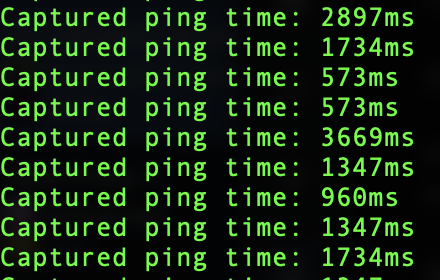 Captured ping time: 2897ms
Captured ping time: 1734ms
Captured ping time: 573ms
Captured ping time: 573ms
Captured ping time: 3669ms
Captured ping time: 1347ms
Captured ping time: 960ms
Captured ping time: 1347ms
Captured ping time: 1734ms